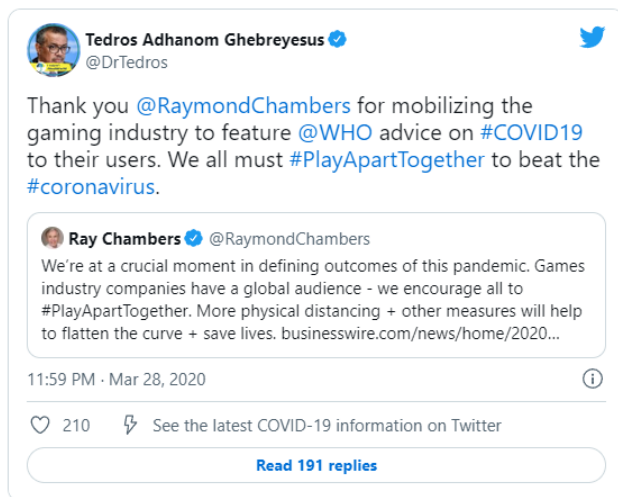 Tedros Adhanom Ghebreyesus
@DrTedros
Thank you @RaymondChambers for mobilizing the
gaming industry to feature @WHO advice on #COVID19
to their users. We all must #PlayApartTogether to beat the
#coronavirus.
Ray Chambers @RaymondChambers
We're at a crucial moment in defining outcomes of this pandemic. Games
industry companies have a global audience - we encourage all to
#PlayApartTogether. More physical distancing + other measures will help
to flatten the curve + save lives. businesswire.com/news/home/2020...
11:59 PM · Mar 28, 2020
210 See the latest COVID-19 information on Twitter
Read 191 replies